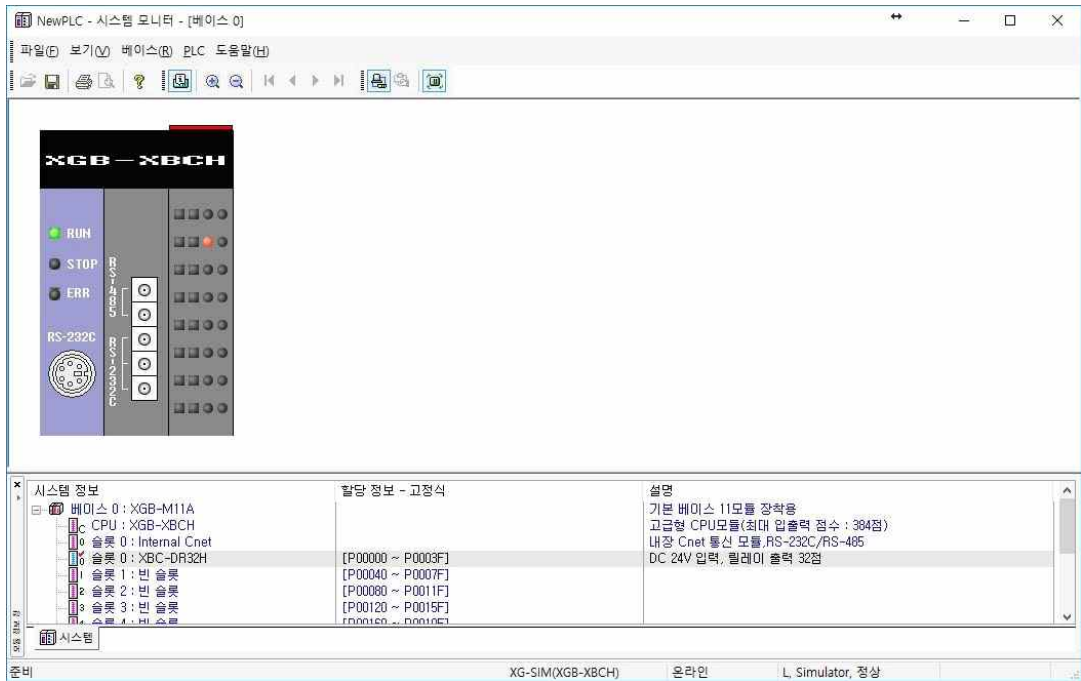 NewPLC - 시스템 모니터 - [베이스 0]
파일(F) 보기(V) 베이스(R) PLC 도움말(H)
XGB-XBCH
RUN
STOP
ERR
RS-485
RS-232C
RS-232C
시스템 정보 할당 정보 - 고정식 설명
베이스 0 : XGB-M11A 기본 베이스 11모듈 장착용
CPU : XGB-XBCH 고급형 CPU모듈(최대 입출력 점수 : 384점)
슬롯 0 : Internal Cnet 내장 Cnet 통신 모듈,RS-232C/RS-485
슬롯 0 : XBC-DR32H [P00000 ~ P0003F] DC 24V 입력, 릴레이 출력 32점
슬롯 1 : 빈 슬롯 [P00040 ~ P0007F]
슬롯 2 : 빈 슬롯 [P00080 ~ P0011F]
슬롯 3 : 빈 슬롯 [P00120 ~ P0015F]
슬롯 4 : 빈 슬롯
시스템
준비 XG-SIM(XGB-XBCH) 온라인 L, Simulator, 정상